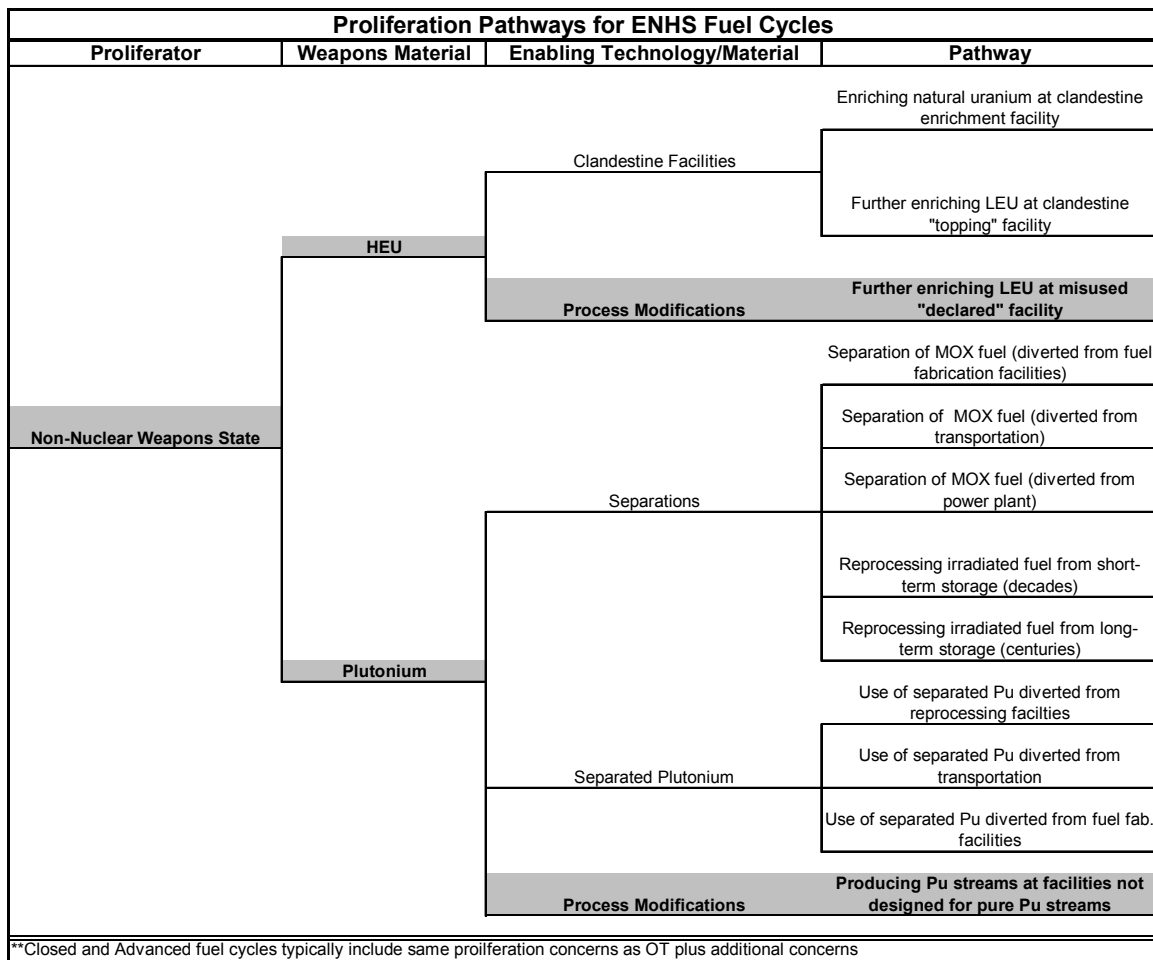 Proliferation Pathways for ENHS Fuel Cycles
Proliferator
Weapons Material
Enabling Technology/Material
Pathway
Enriching natural uranium at clandestine
enrichment facility
Clandestine Facilities
Further enriching LEU at clandestine
"topping" facility
HEU
Further enriching LEU at misused
Process Modifications
"declared" facility
Separation of MOX fuel (diverted from fuel
fabrication facilities)
Separation of MOX fuel (diverted from
transportation)
Non-Nuclear Weapons State
Separation of MOX fuel (diverted from
power plant)
Separations
Reprocessing irradiated fuel from short-
term storage (decades)
Reprocessing irradiated fuel from long-
term storage (centuries)
Plutonium
Use of separated Pu diverted from
reprocessing facilties
Use of separated Pu diverted from
transportation
Separated Plutonium
Use of separated Pu diverted from fuel fab.
facilities
Producing Pu streams at facilities not
designed for pure Pu streams
Process Modifications
**Closed and Advanced fuel cycles typically include same proilferation concerns as OT plus additional concerns